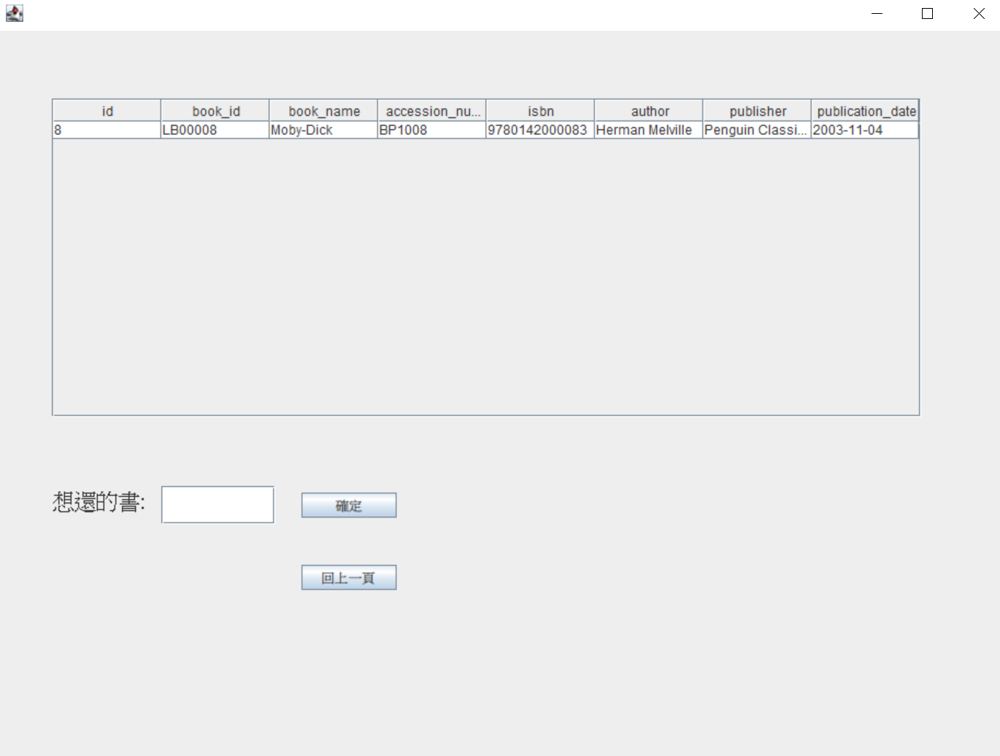 id book_id book_name accession_nu... isbn author publisher publication_date
8 LB00008 Moby-Dick BP1008 9780142000083 Herman Melville Penguin Classi... 2003-11-04
想還的書: 確定
回上一頁